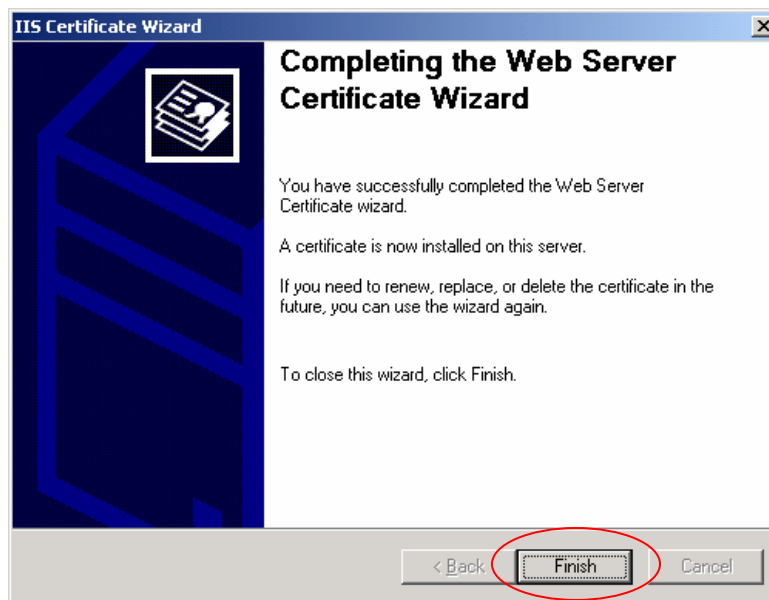 IIS Certificate Wizard
Completing the Web Server
Certificate Wizard
You have successfully completed the Web Server
Certificate wizard.
A certificate is now installed on this server.
If you need to renew, replace, or delete the certificate in the
future, you can use the wizard again.
To close this wizard, click Finish.
< Back Finish Cancel